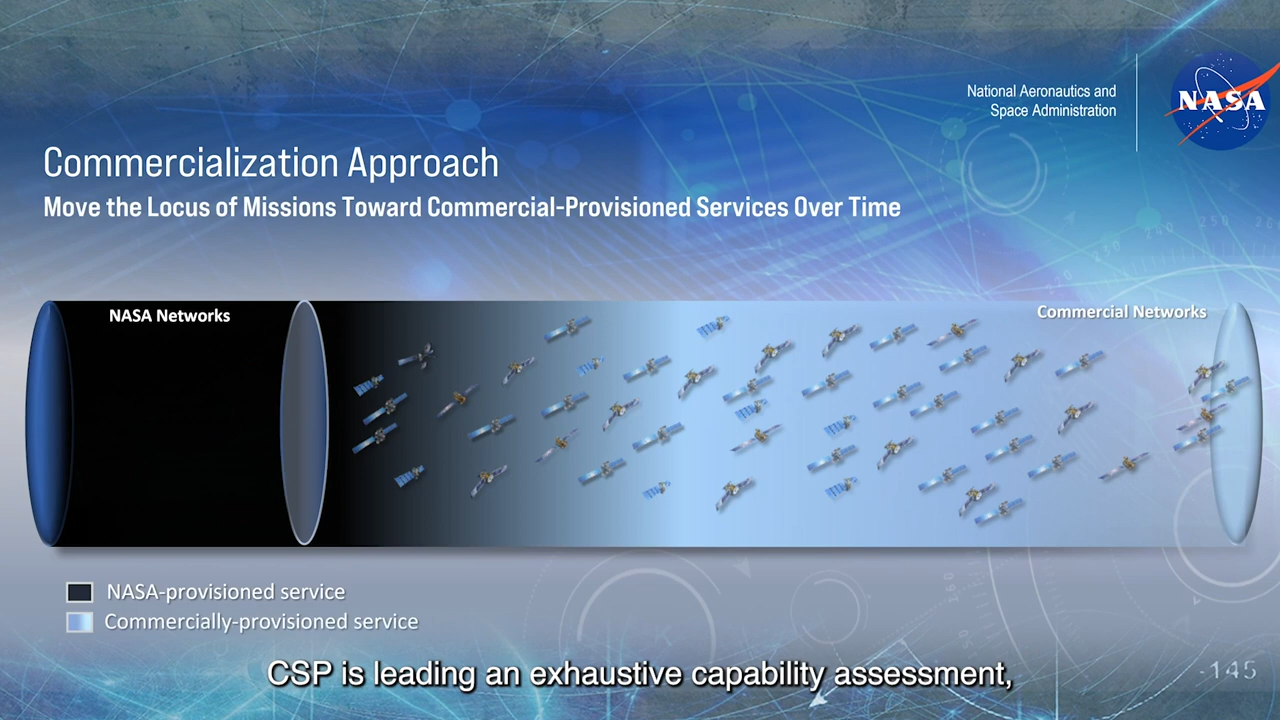 National Aeronautics and
Space Administration
NASA
Commercialization Approach
Move the Locus of Missions Toward Commercial-Provisioned Services Over Time
NASA Networks
Commercial Networks
NASA-provisioned service
Commercially-provisioned service
CSP is leading an exhaustive capability assessment,
-145